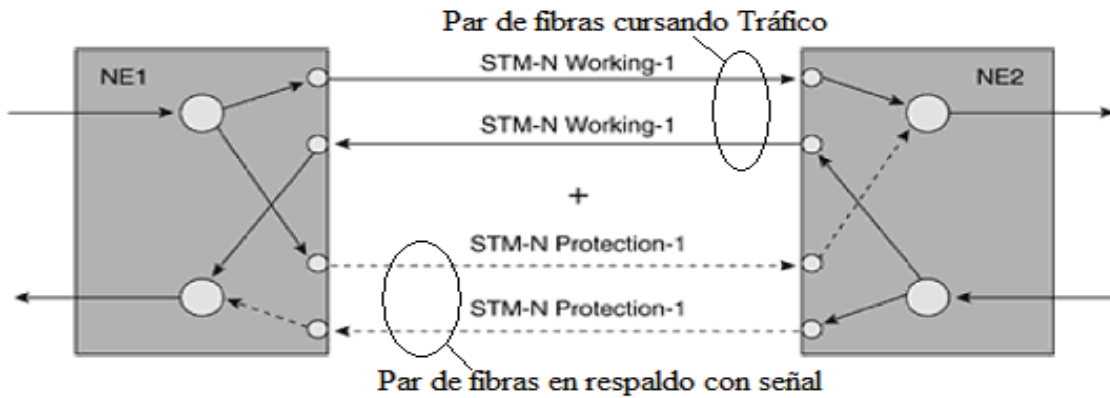 Par de fibras cursando Tráfico
STM-N Working-1
NE1
NE2
STM-N Working-1
+
STM-N Protection-1
STM-N Protection-1
Par de fibras en respaldo con señal